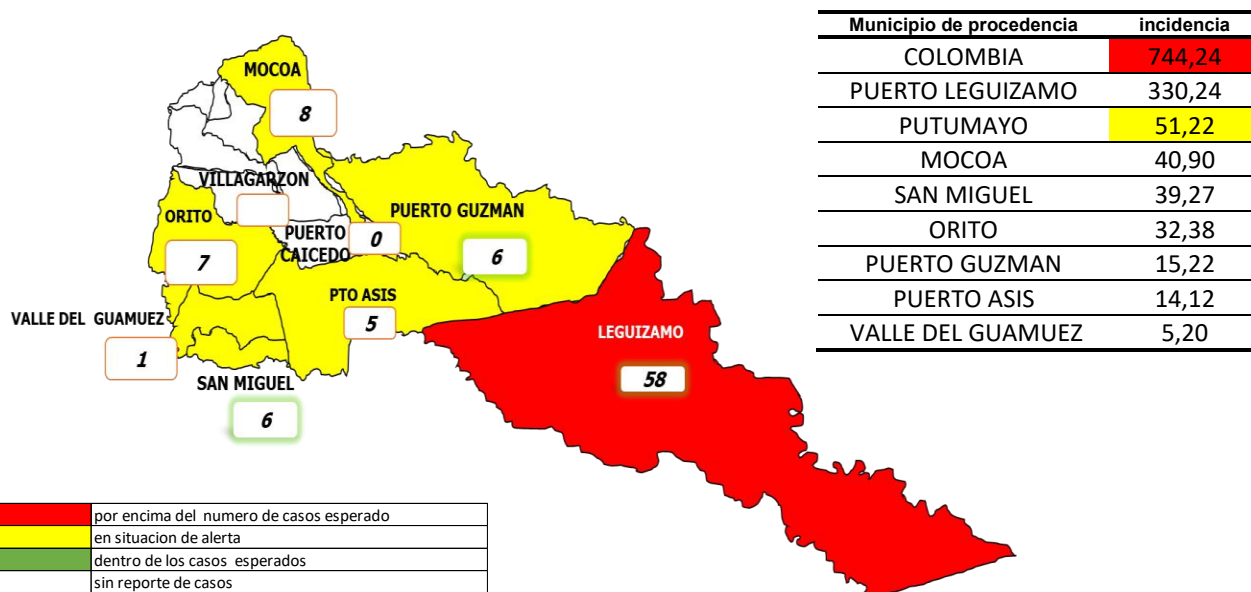 Municipio de procedencia incidencia
COLOMBIA 744,24
PUERTO LEGUIZAMO 330,24
PUTUMAYO 51,22
MOCOA 40,90
SAN MIGUEL 39,27
ORITO 32,38
PUERTO GUZMAN 15,22
PUERTO ASIS 14,12
VALLE DEL GUAMUEZ 5,20
MOCOA
8
VILLAGARZON
ORITO
7
PUERTO
CAICEDO
0
PUERTO GUZMAN
6
PTO ASIS
5
VALLE DEL GUAMUEZ
1
SAN MIGUEL
6
LEGUIZAMO
58
por encima del numero de casos esperado
en situacion de alerta
dentro de los casos esperados
sin reporte de casos